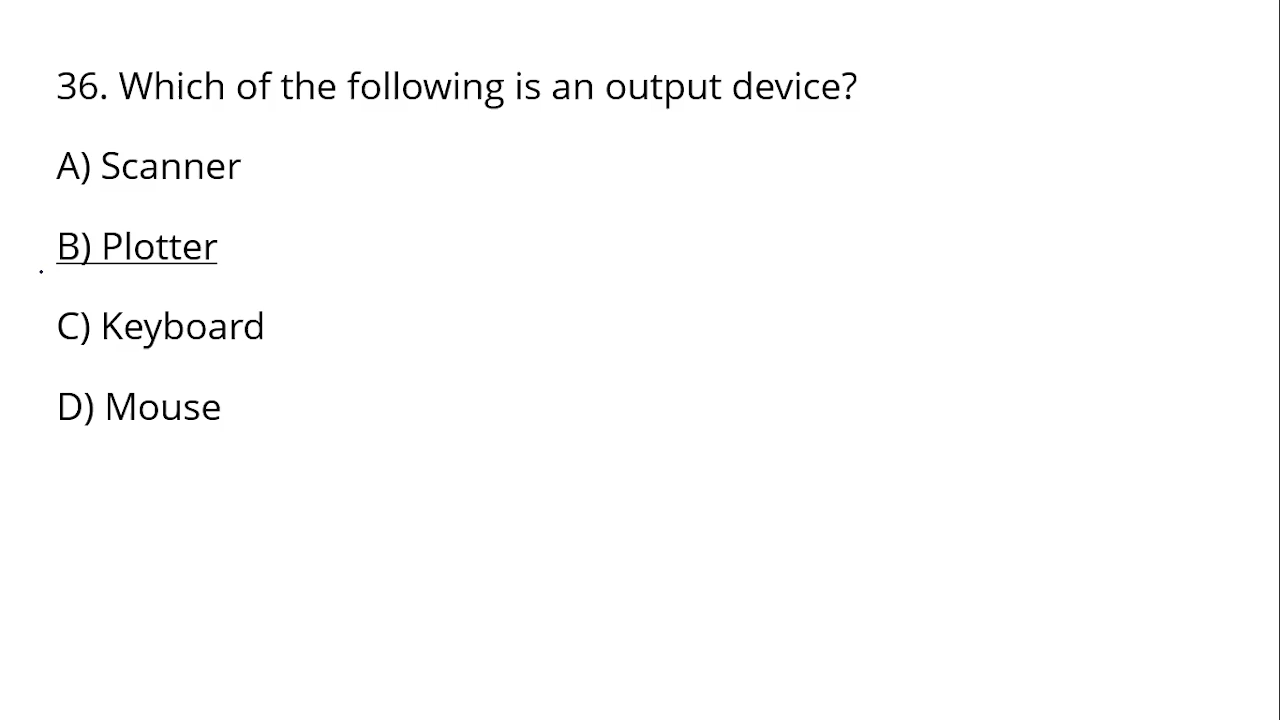 36. Which of the following is an output device?
A) Scanner
B) Plotter
C) Keyboard
D) Mouse